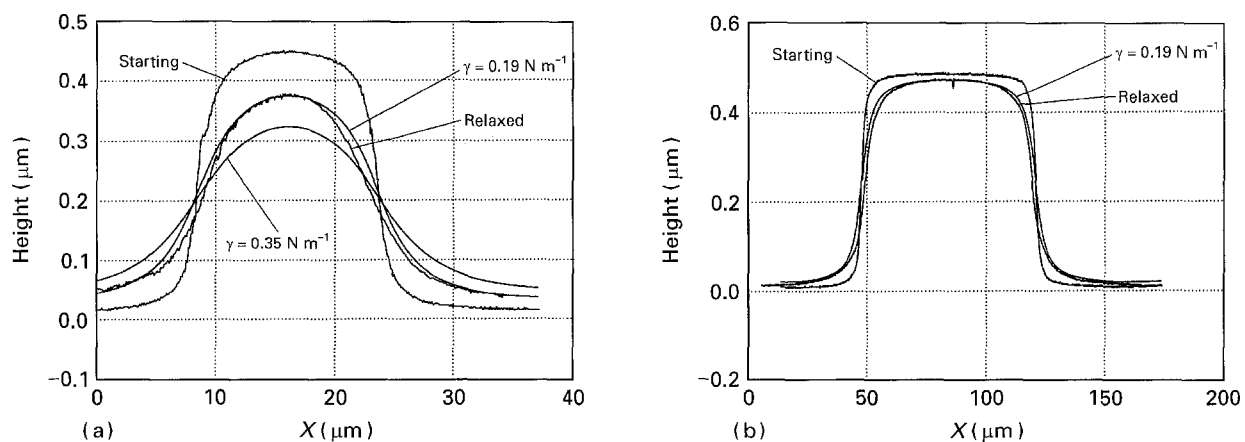 0.5
0.4
0.3
0.2
0.1
0.0
−0.1
Height (μm)
Starting
γ = 0.19 N m⁻¹
Relaxed
γ = 0.35 N m⁻¹
0 10 20 30 40
(a) X (μm)
0.6
0.4
0.2
0.0
−0.2
Height (μm)
Starting
γ = 0.19 N m⁻¹
Relaxed
0 50 100 150 200
(b) X (μm)